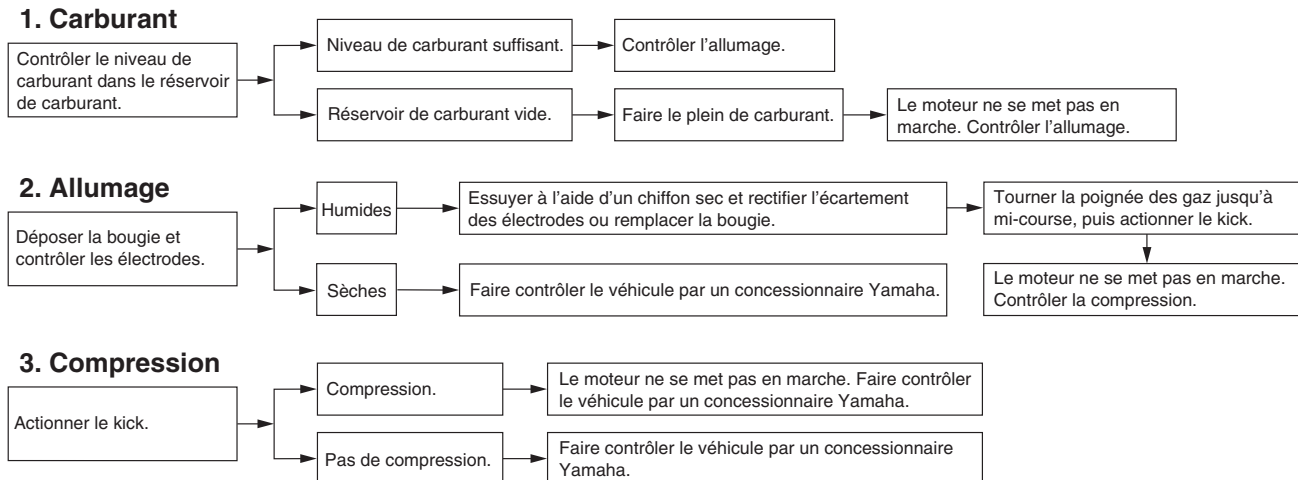 1. Carburant
Contrôler le niveau de
carburant dans le réservoir
de carburant.
Niveau de carburant suffisant.
Contrôler l'allumage.
Réservoir de carburant vide.
Faire le plein de carburant.
Le moteur ne se met pas en
marche. Contrôler l'allumage.
2. Allumage
Déposer la bougie et
contrôler les électrodes.
Humides
Essuyer à l'aide d'un chiffon sec et rectifier l'écartement
des électrodes ou remplacer la bougie.
Tourner la poignée des gaz jusqu'à
mi-course, puis actionner le kick.
Le moteur ne se met pas en marche.
Contrôler la compression.
Sèches
Faire contrôler le véhicule par un concessionnaire Yamaha.
3. Compression
Actionner le kick.
Compression.
Le moteur ne se met pas en marche. Faire contrôler
le véhicule par un concessionnaire Yamaha.
Pas de compression.
Faire contrôler le véhicule par un concessionnaire
Yamaha.